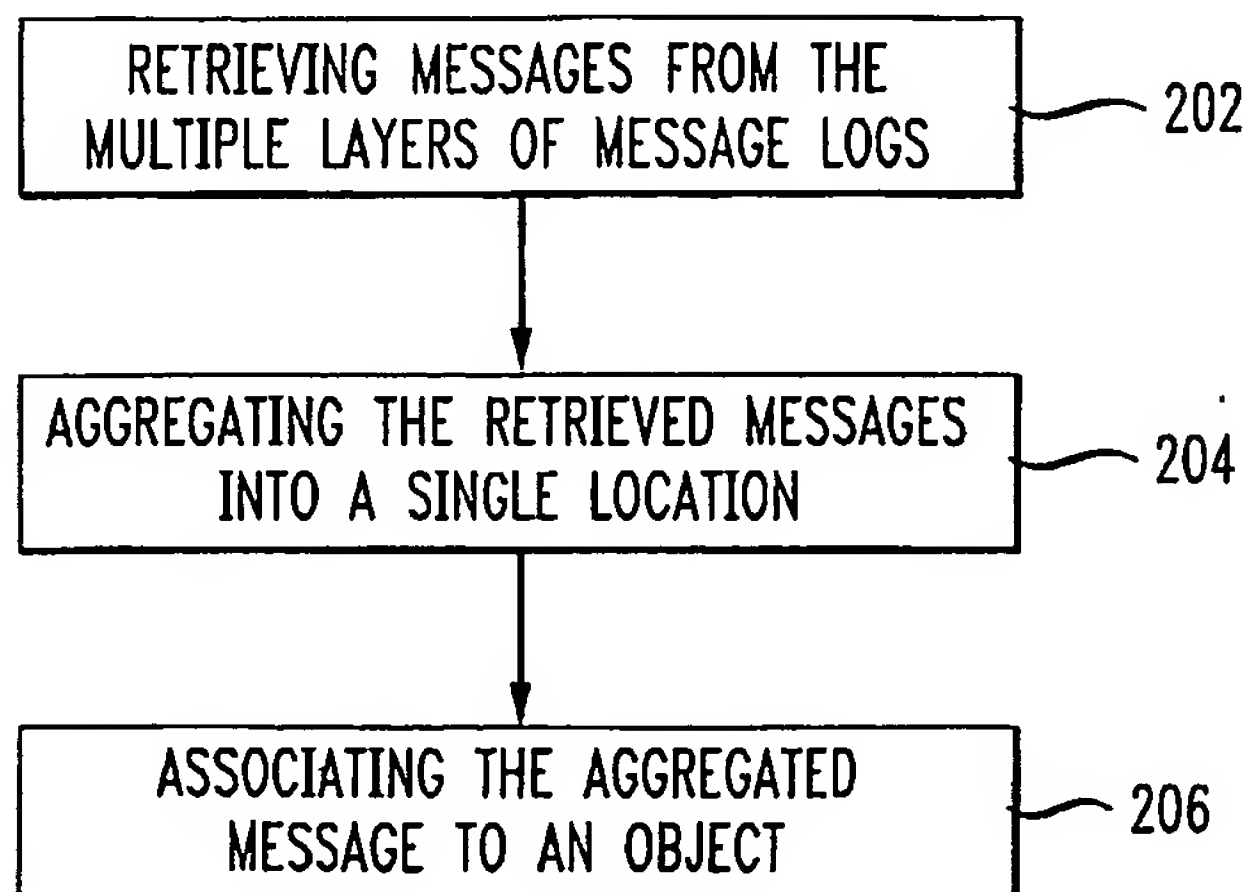 RETRIEVING MESSAGES FROM THE
MULTIPLE LAYERS OF MESSAGE LOGS
202
AGGREGATING THE RETRIEVED MESSAGES
INTO A SINGLE LOCATION
204
ASSOCIATING THE AGGREGATED
MESSAGE TO AN OBJECT
206